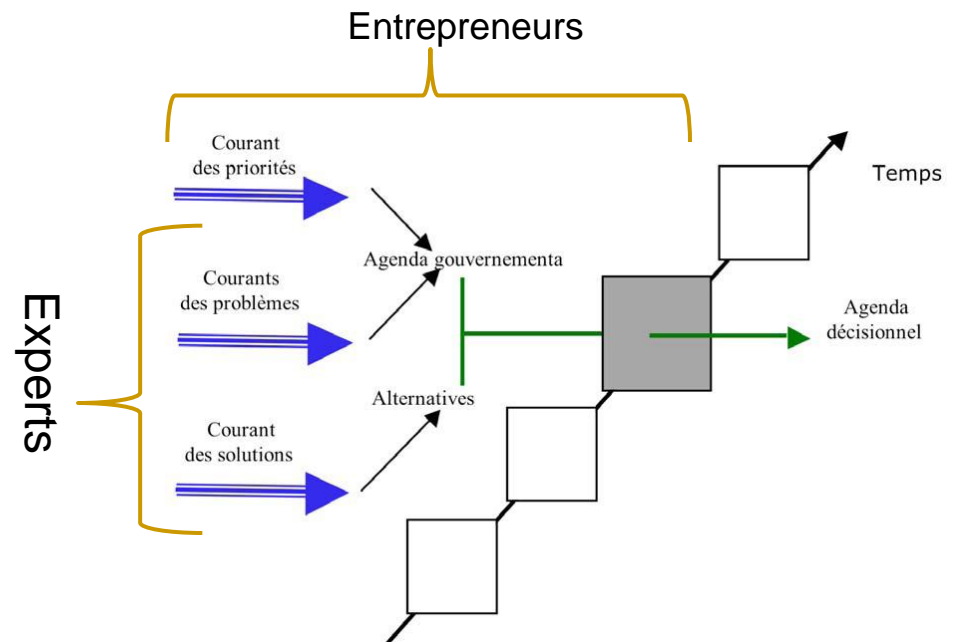 Entrepreneurs
Courant
des priorités
Temps
Agenda gouvernementa
Courants
des problèmes
Experts
Agenda
décisionnel
Alternatives
Courant
des solutions